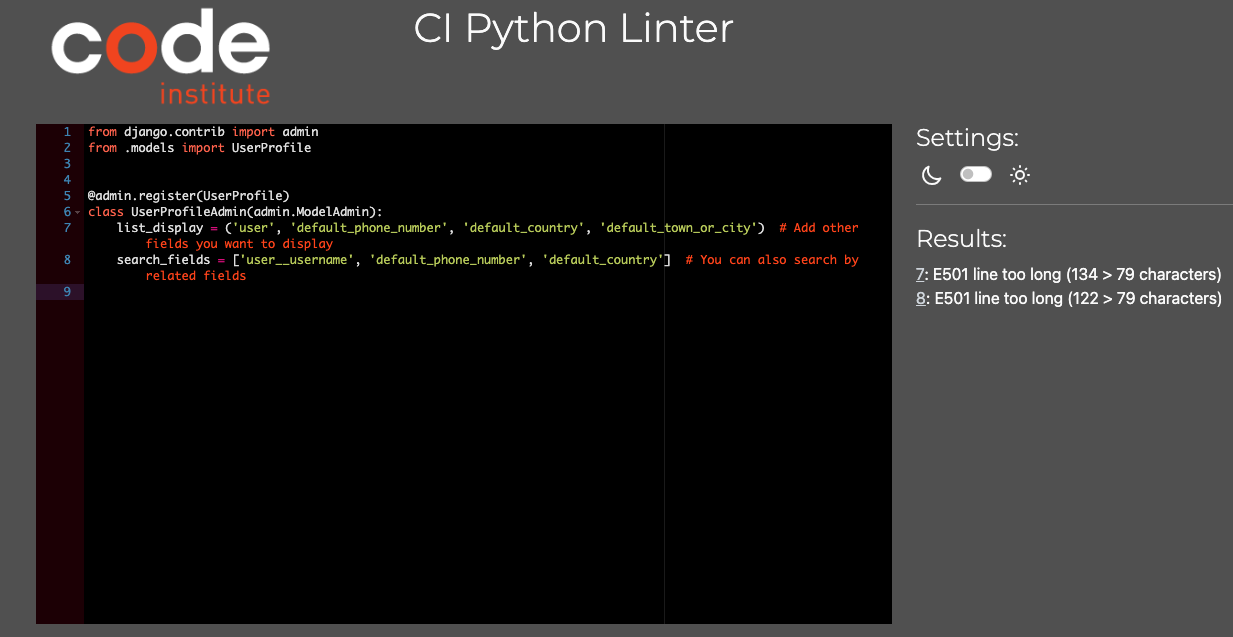 code
institute
CI Python Linter
1 from django.contrib import admin
2 from .models import UserProfile
3
4
5 @admin.register(UserProfile)
6 class UserProfileAdmin(admin.ModelAdmin):
7 list_display = ('user', 'default_phone_number', 'default_country', 'default_town_or_city')  # Add other
fields you want to display
8 search_fields = ['user__username', 'default_phone_number', 'default_country']  # You can also search by
related fields
9
Settings:
Results:
7: E501 line too long (134 > 79 characters)
8: E501 line too long (122 > 79 characters)